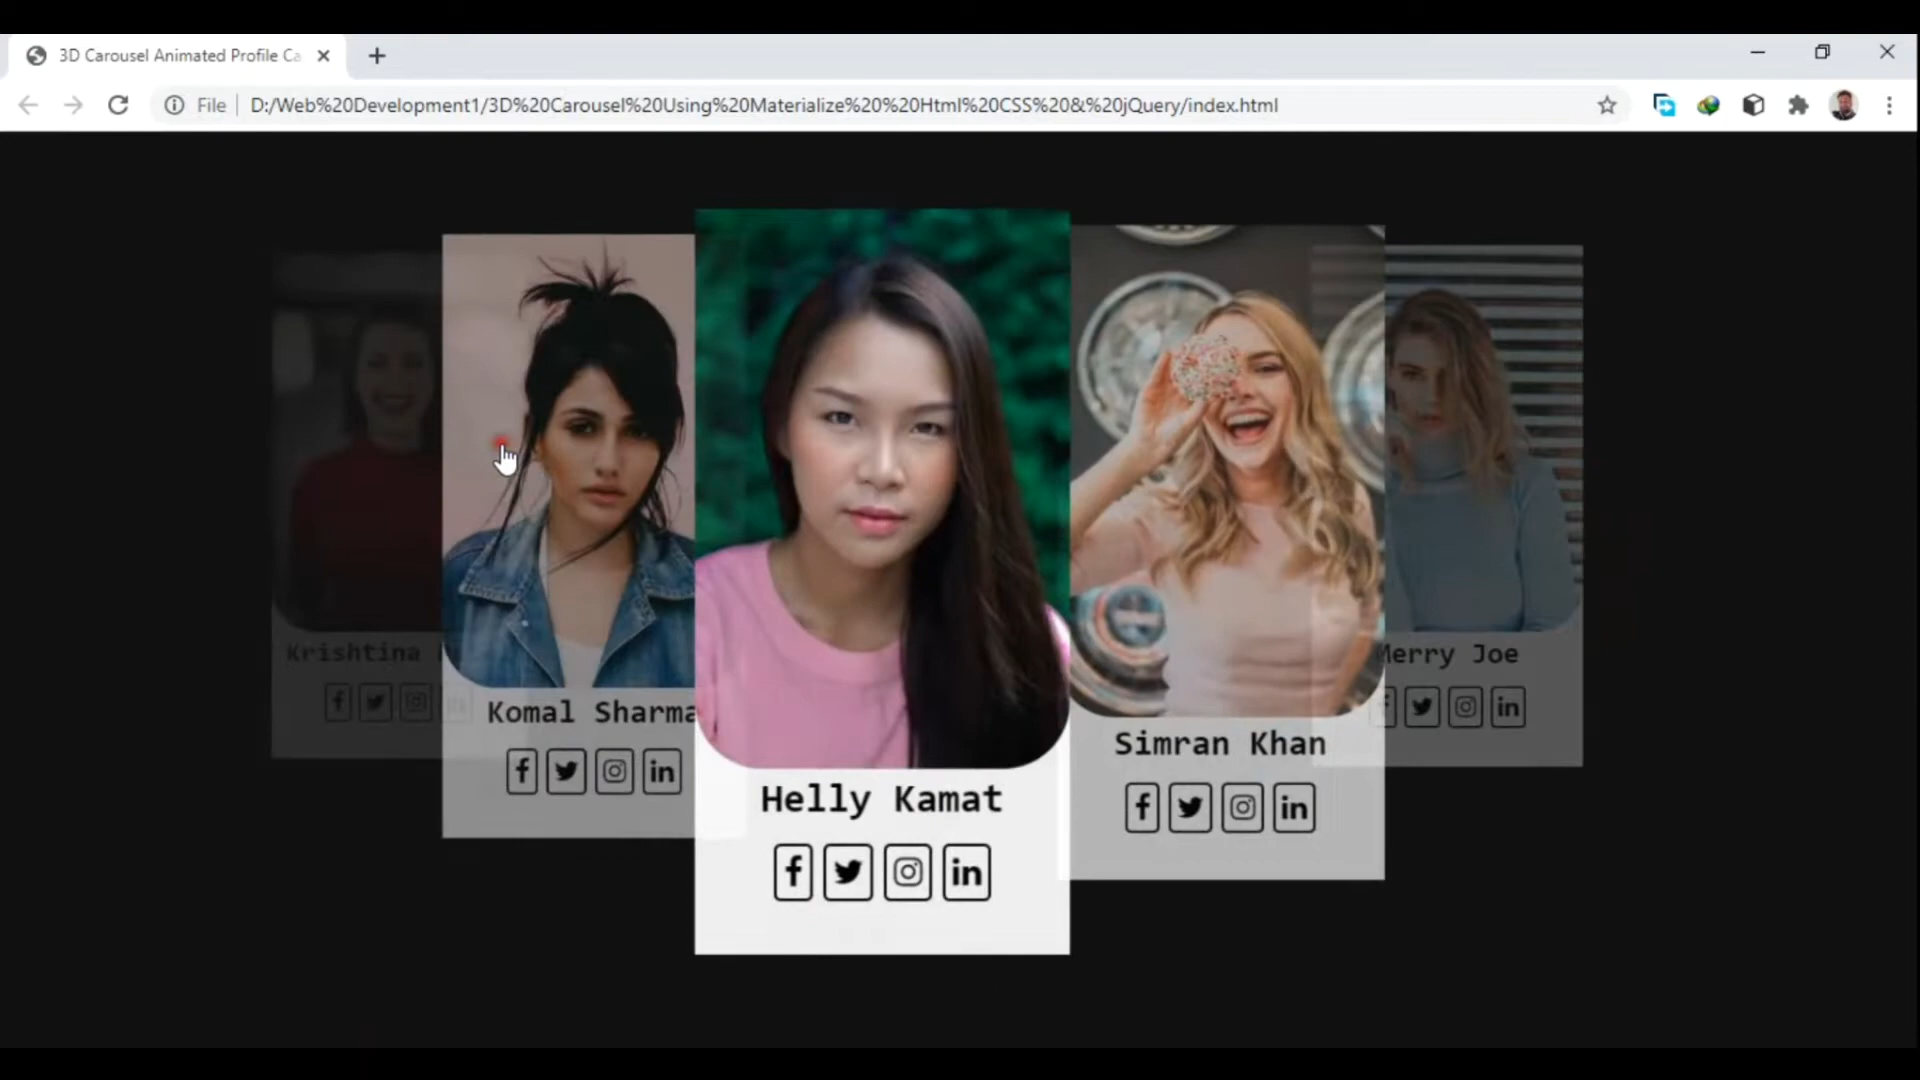 3D Carousel Animated Profile Ca
File
D:/Web%20Development1/3D%20Carousel%20Using%20Materialize%20%20Html%20CSS%20&%20jQuery/index.html
Krishtina
Komal Sharma
Helly Kamat
Simran Khan
Merry Joe